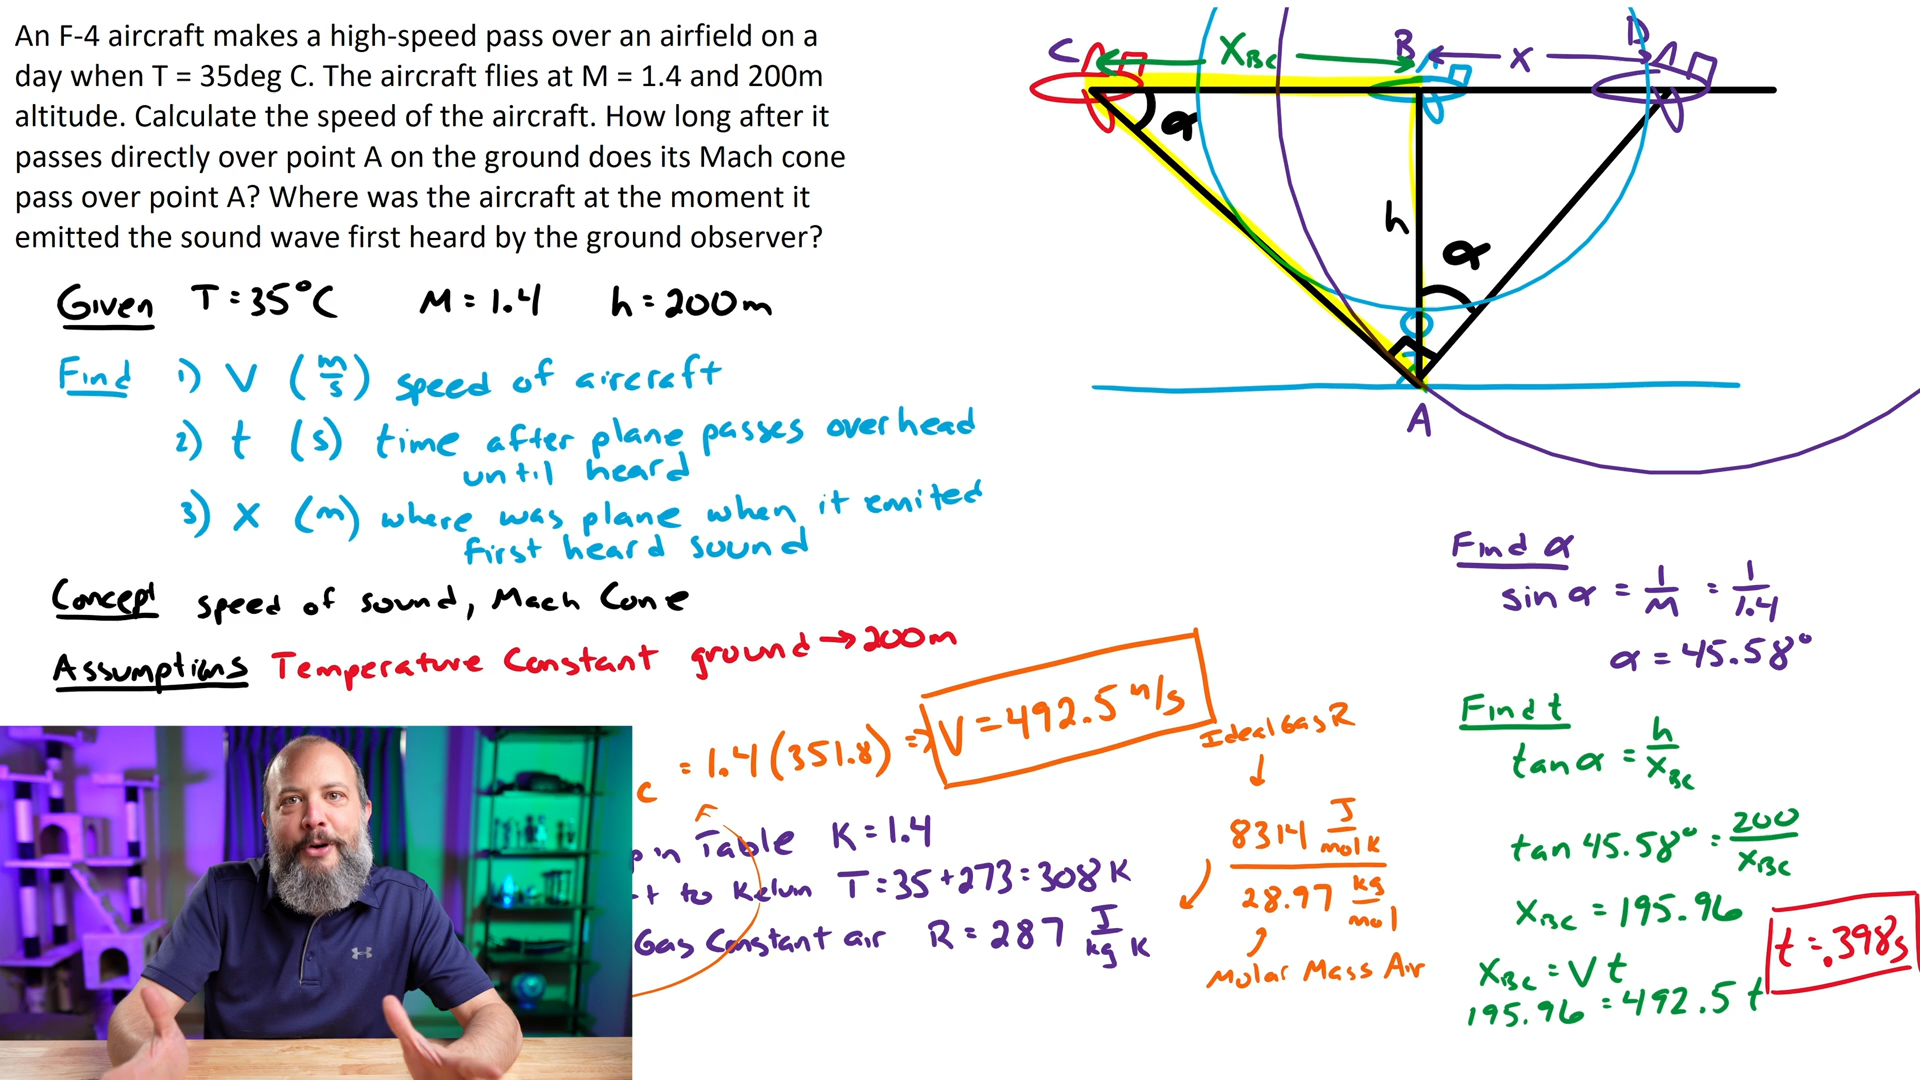 An F-4 aircraft makes a high-speed pass over an airfield on a
day when T = 35deg C. The aircraft flies at M = 1.4 and 200m
altitude. Calculate the speed of the aircraft. How long after it
passes directly over point A on the ground does its Mach cone
pass over point A? Where was the aircraft at the moment it
emitted the sound wave first heard by the ground observer?
Given T = 35°C M = 1.4 h = 200m
Find 1) V (m/s) speed of aircraft
2) t (s) time after plane passes overhead
until heard
3) X (m) where was plane when it emited
first heard sound
Concept speed of sound, Mach Cone
Assumptions Temperature Constant ground → 200m
C X_BC B X D
α
h
α
A
c = 1.4 (351.8) => V = 492.5 m/s
Table K = 1.4
to Kelvin T = 35 + 273 = 308 K
Gas Constant air R = 287 J/kg K
Ideal Gas R
8314 J/mol K
28.97 kg/mol
Molar Mass Air
Find α
sin α = 1/M = 1/1.4
α = 45.58°
Find t
tan α = h/X_BC
tan 45.58° = 200/X_BC
X_BC = 195.96
X_BC = V t
195.96 = 492.5 t
t = .398s